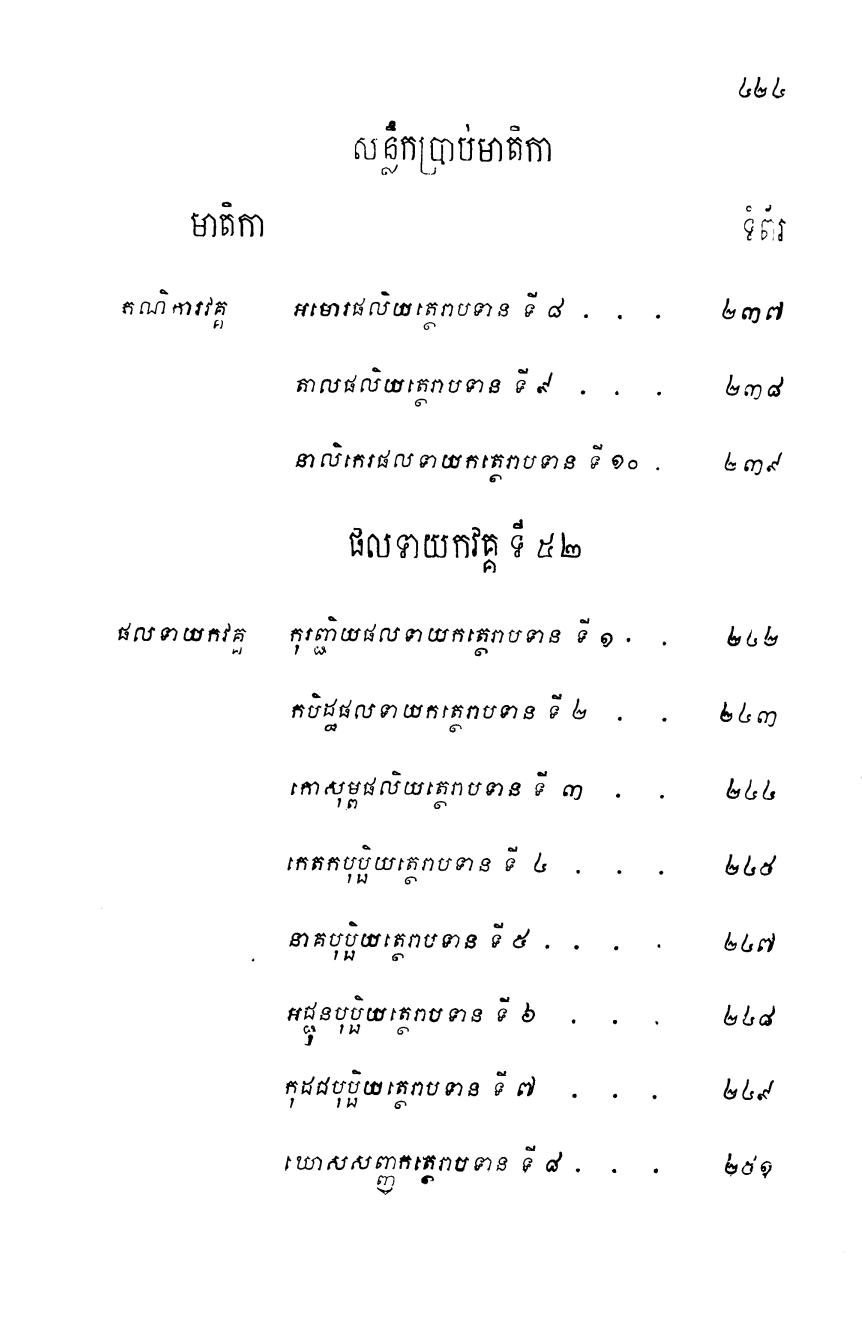 ៤២៤
សន្លឹកប្រាប់មាតិកា
មាតិកា ទំព័រ
កណិការវគ្គ អមោរផលិយត្ថេរាបទាន ទី ៨ . . . ២៣៧
តាលផលិយត្ថេរាបទាន ទី ៩ . . . ២៣៨
នាលិកេរផលទាយកត្ថេរាបទាន ទី ១០ . ២៣៩
ផលទាយកវគ្គ ទី ៥២
ផលទាយកវគ្គ កុរញ្ជិយផលទាយកត្ថេរាបទាន ទី ១ . . ២៤២
កបិដ្ឋផលទាយកត្ថេរាបទាន ទី ២ . . ២៤៣
កោសុម្ពផលិយត្ថេរាបទាន ទី ៣ . . ២៤៤
កេតកបុប្ផិយត្ថេរាបទាន ទី ៤ . . . ២៤៥
នាគបុប្ផិយត្ថេរាបទាន ទី ៥ . . . . ២៤៧
អជ្ជុនបុប្ផិយត្ថេរាបទាន ទី ៦ . . . ២៤៨
កុដជបុប្ផិយត្ថេរាបទាន ទី ៧ . . . ២៤៩
ឃោសសញ្ញកត្ថេរាបទាន ទី ៨ . . . ២៥១